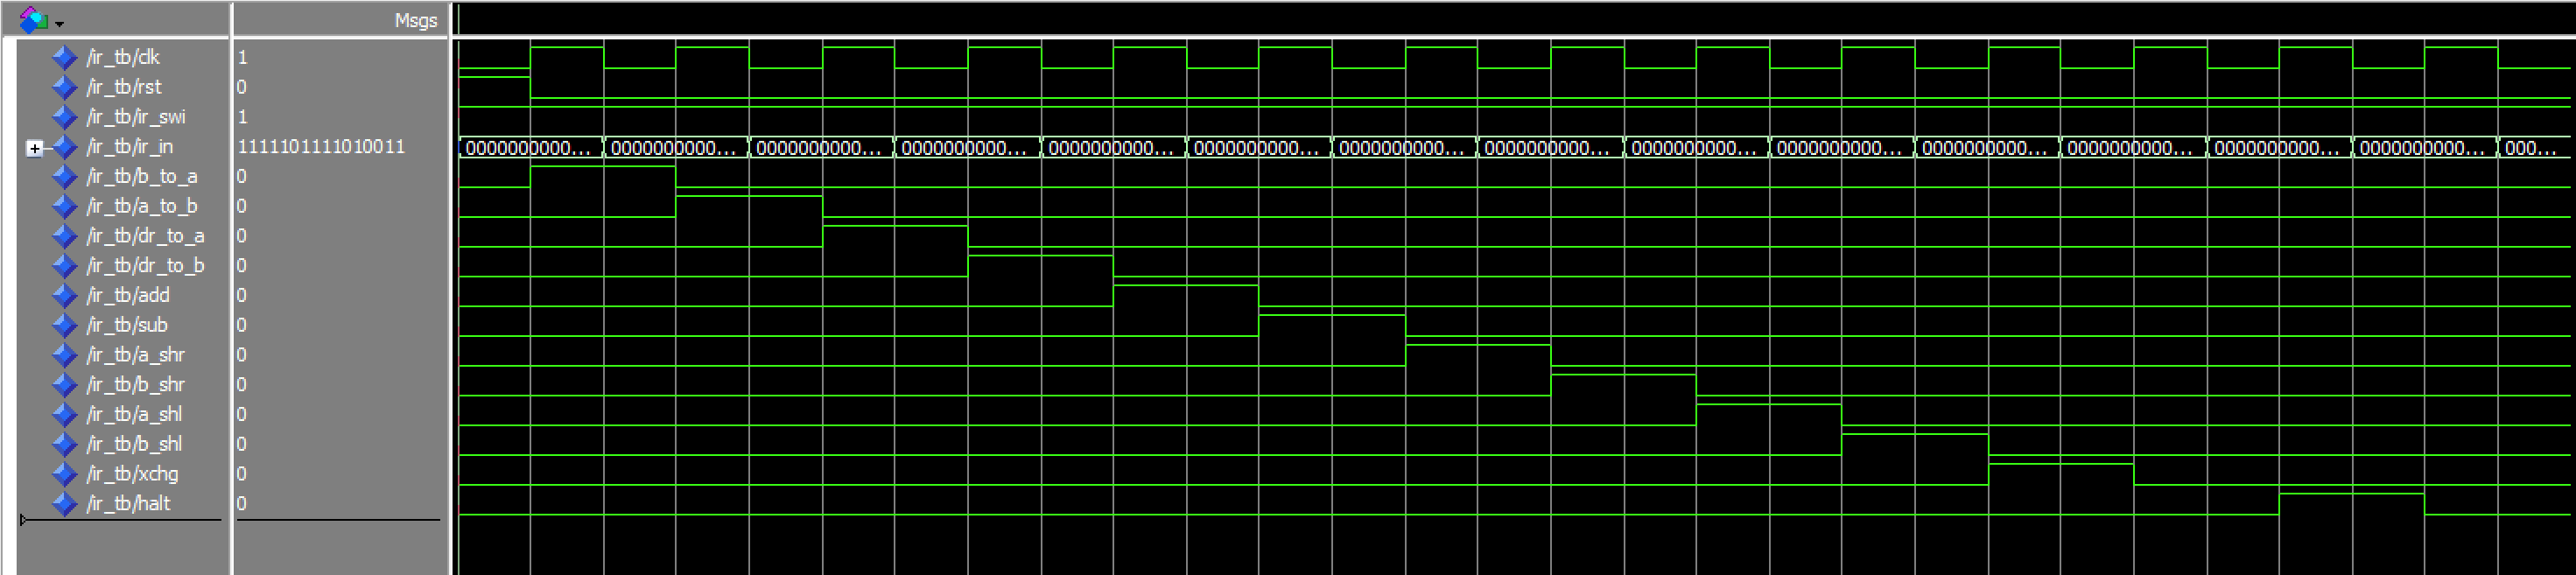 Msgs
/ir_tb/clk 1
/ir_tb/rst 0
/ir_tb/ir_swi 1
/ir_tb/ir_in 1111101111010011 0000000000... 0000000000... 0000000000... 0000000000... 0000000000... 0000000000... 0000000000... 0000000000... 0000000000... 0000000000... 0000000000... 0000000000... 0000000000... 0000000000... 000...
/ir_tb/b_to_a 0
/ir_tb/a_to_b 0
/ir_tb/dr_to_a 0
/ir_tb/dr_to_b 0
/ir_tb/add 0
/ir_tb/sub 0
/ir_tb/a_shr 0
/ir_tb/b_shr 0
/ir_tb/a_shl 0
/ir_tb/b_shl 0
/ir_tb/xchg 0
/ir_tb/halt 0